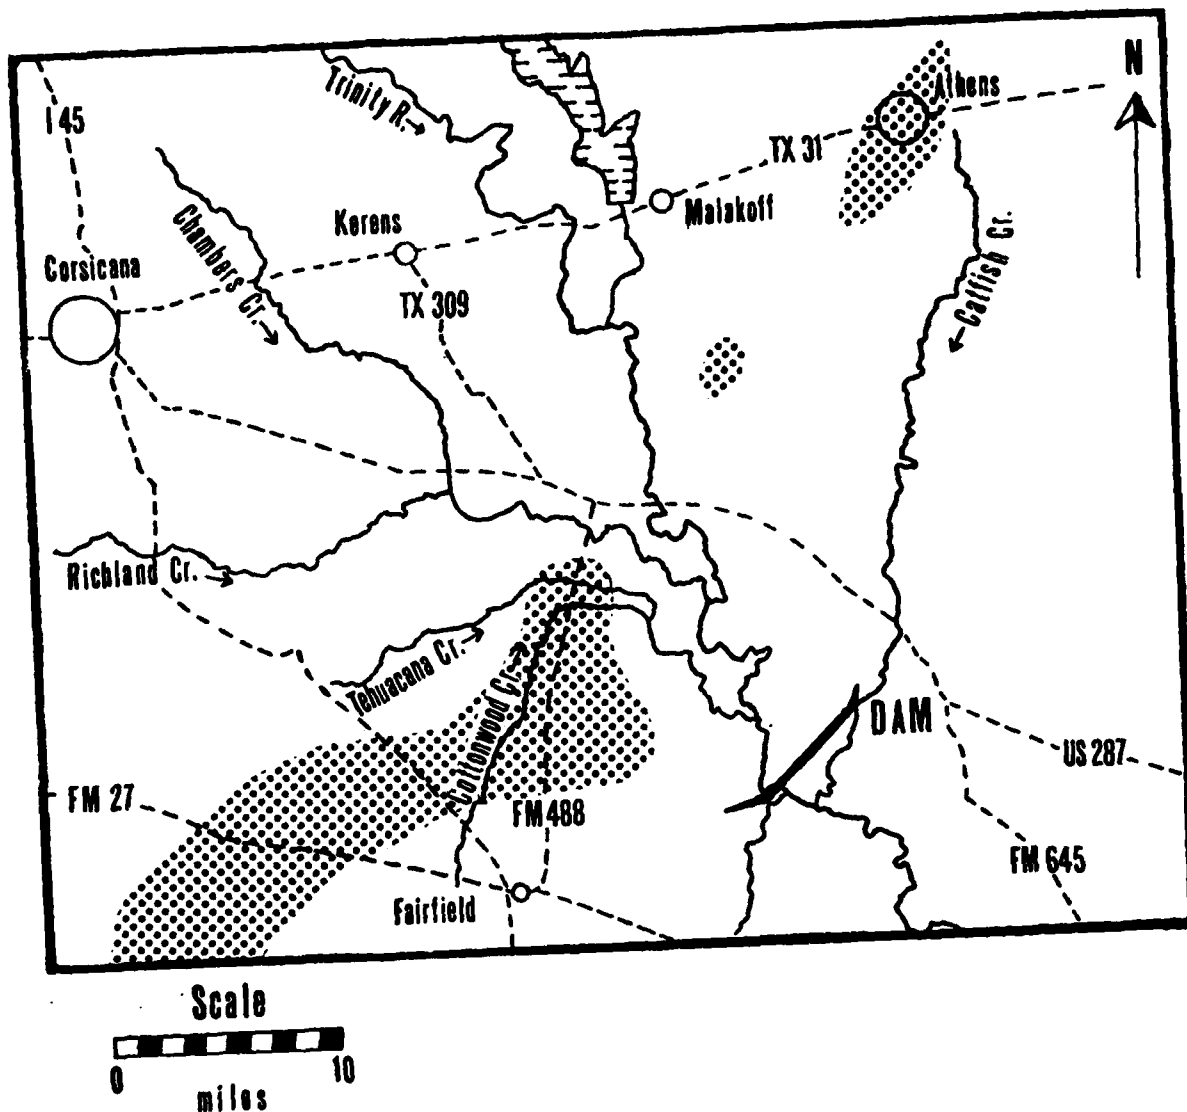 N
Athens
I 45
Trinity R.
TX 31
Malakoff
Kerens
Chambers Cr.
Corsicana
Catfish Cr.
TX 309
Richland Cr.
Tehuacana Cr.
Cottonwood Cr.
DAM
US 287
FM 27
FM 488
FM 645
Fairfield
Scale
0 10
miles